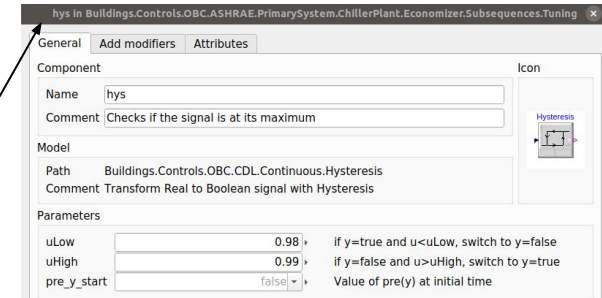 hys in Buildings.Controls.OBC.ASHRAE.PrimarySystem.ChillerPlant.Economizer.Subsequences.Tuning
General Add modifiers Attributes
Component Icon
Name hys
Comment Checks if the signal is at its maximum
Hysteresis
Model
Path Buildings.Controls.OBC.CDL.Continuous.Hysteresis
Comment Transform Real to Boolean signal with Hysteresis
Parameters
uLow 0.98 if y=true and u<uLow, switch to y=false
uHigh 0.99 if y=false and u>uHigh, switch to y=true
pre_y_start false Value of pre(y) at initial time